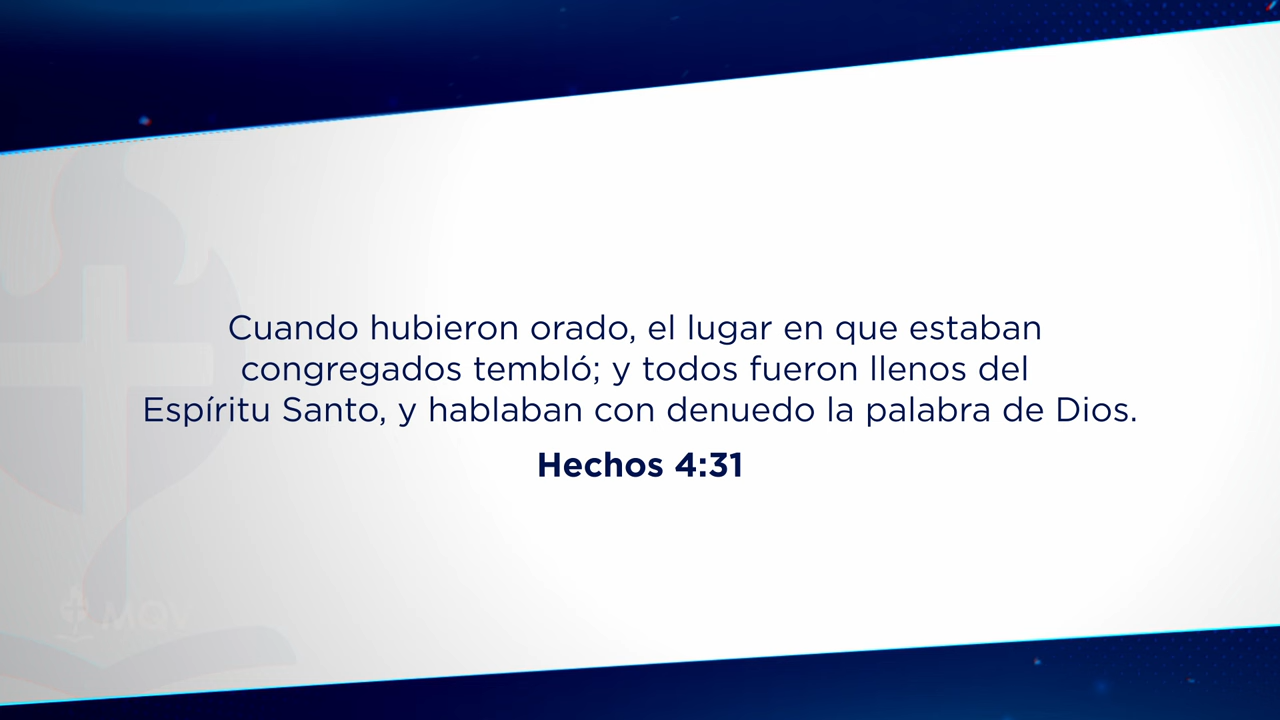 Cuando hubieron orado, el lugar en que estaban
congregados tembló; y todos fueron llenos del
Espíritu Santo, y hablaban con denuedo la palabra de Dios.
Hechos 4:31
MQV